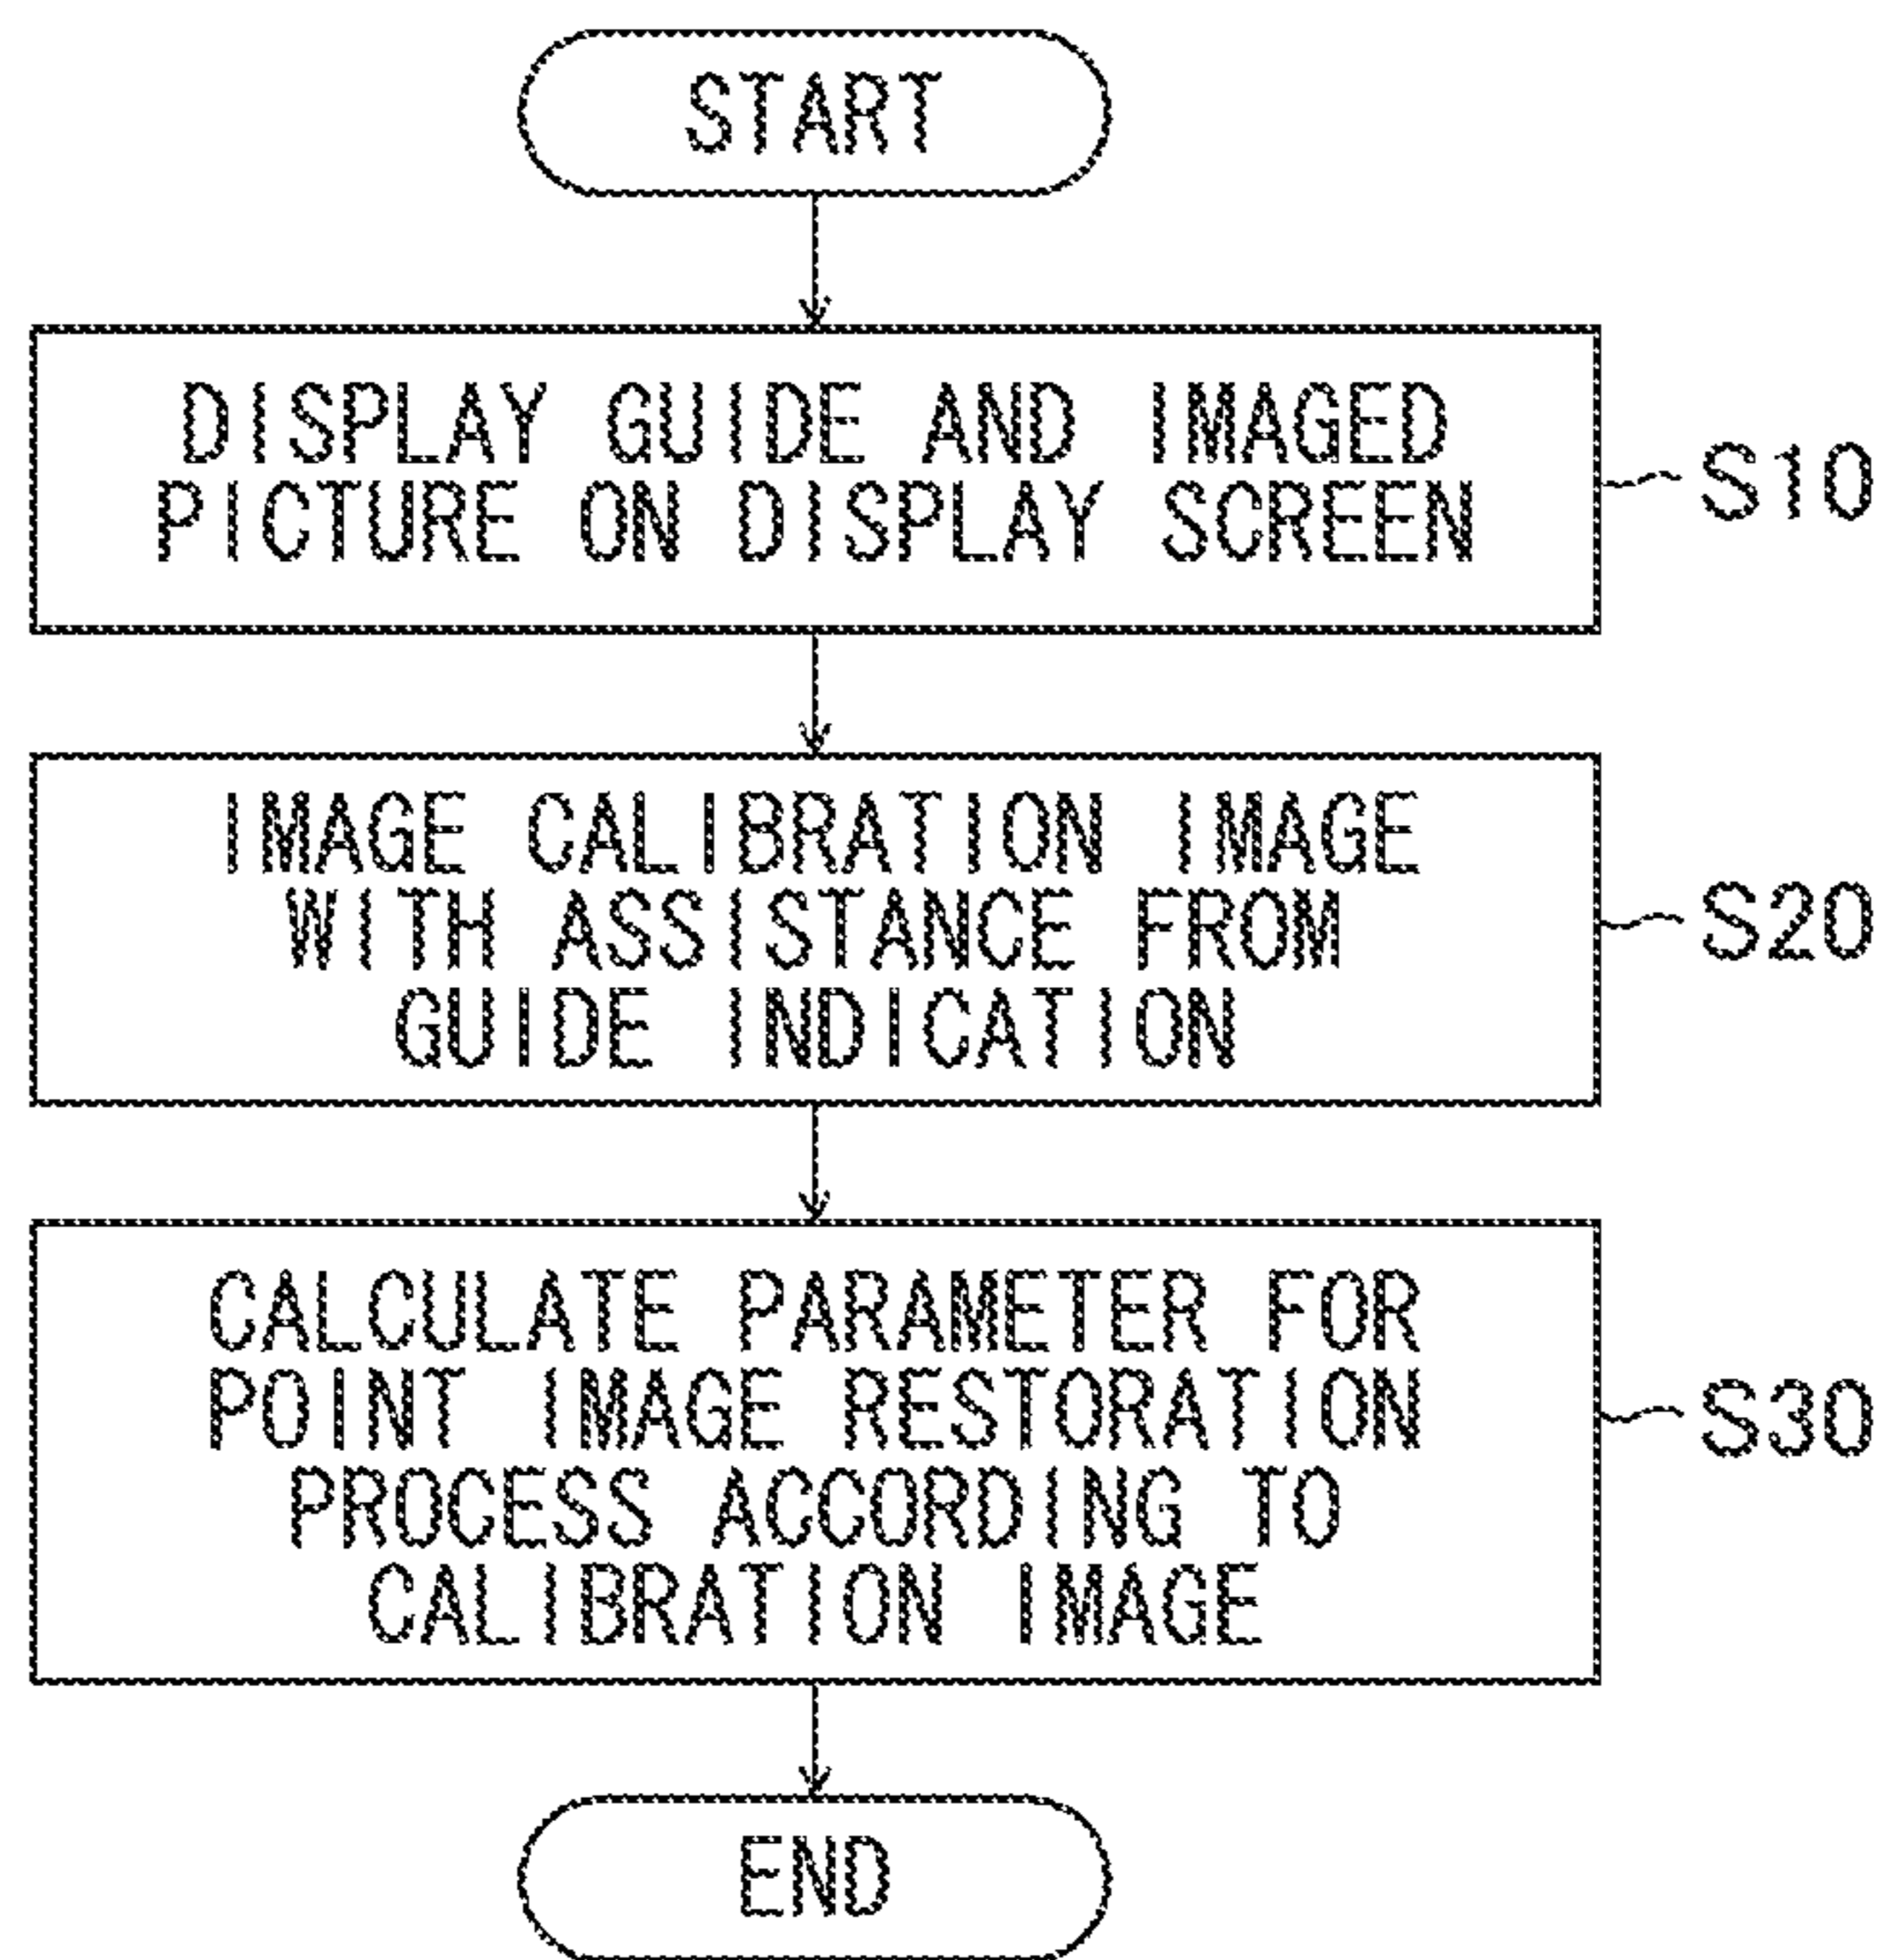 START
DISPLAY GUIDE AND IMAGED
PICTURE ON DISPLAY SCREEN
S10
IMAGE CALIBRATION IMAGE
WITH ASSISTANCE FROM
GUIDE INDICATION
S20
CALCULATE PARAMETER FOR
POINT IMAGE RESTORATION
PROCESS ACCORDING TO
CALIBRATION IMAGE
S30
END